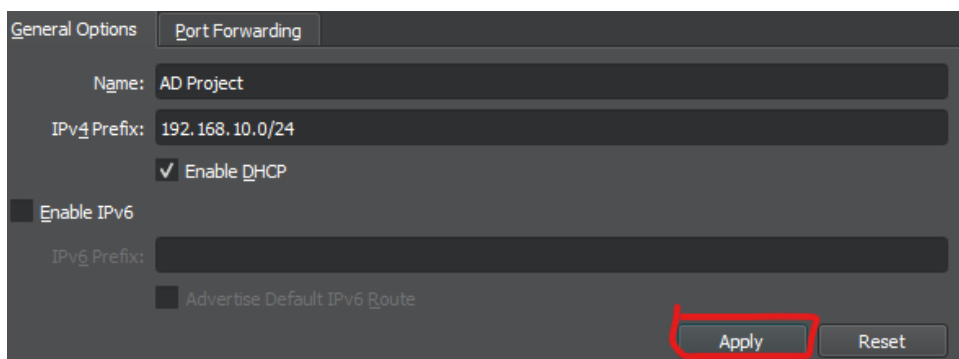 General Options Port Forwarding
Name: AD Project
IPv4 Prefix: 192.168.10.0/24
Enable DHCP
Enable IPv6
IPv6 Prefix:
Advertise Default IPv6 Route
Apply Reset